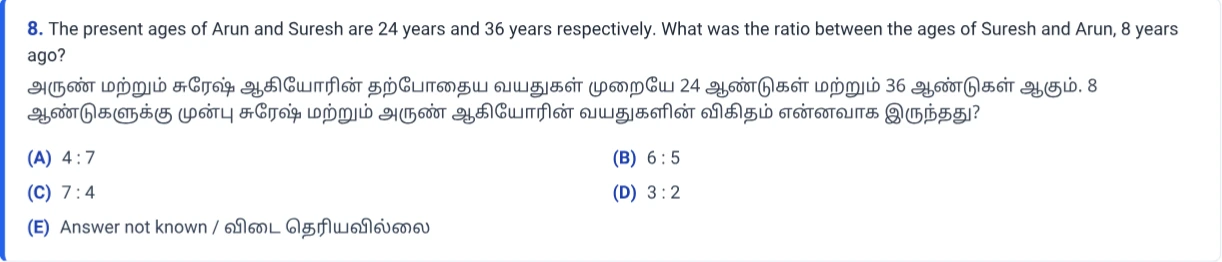 8. The present ages of Arun and Suresh are 24 years and 36 years respectively. What was the ratio between the ages of Suresh and Arun, 8 years
ago?
அருண் மற்றும் சுரேஷ் ஆகியோரின் தற்போதைய வயதுகள் முறையே 24 ஆண்டுகள் மற்றும் 36 ஆண்டுகள் ஆகும். 8
ஆண்டுகளுக்கு முன்பு சுரேஷ் மற்றும் அருண் ஆகியோரின் வயதுகளின் விகிதம் என்னவாக இருந்தது?
(A) 4 : 7 (B) 6 : 5
(C) 7 : 4 (D) 3 : 2
(E) Answer not known / விடை தெரியவில்லை